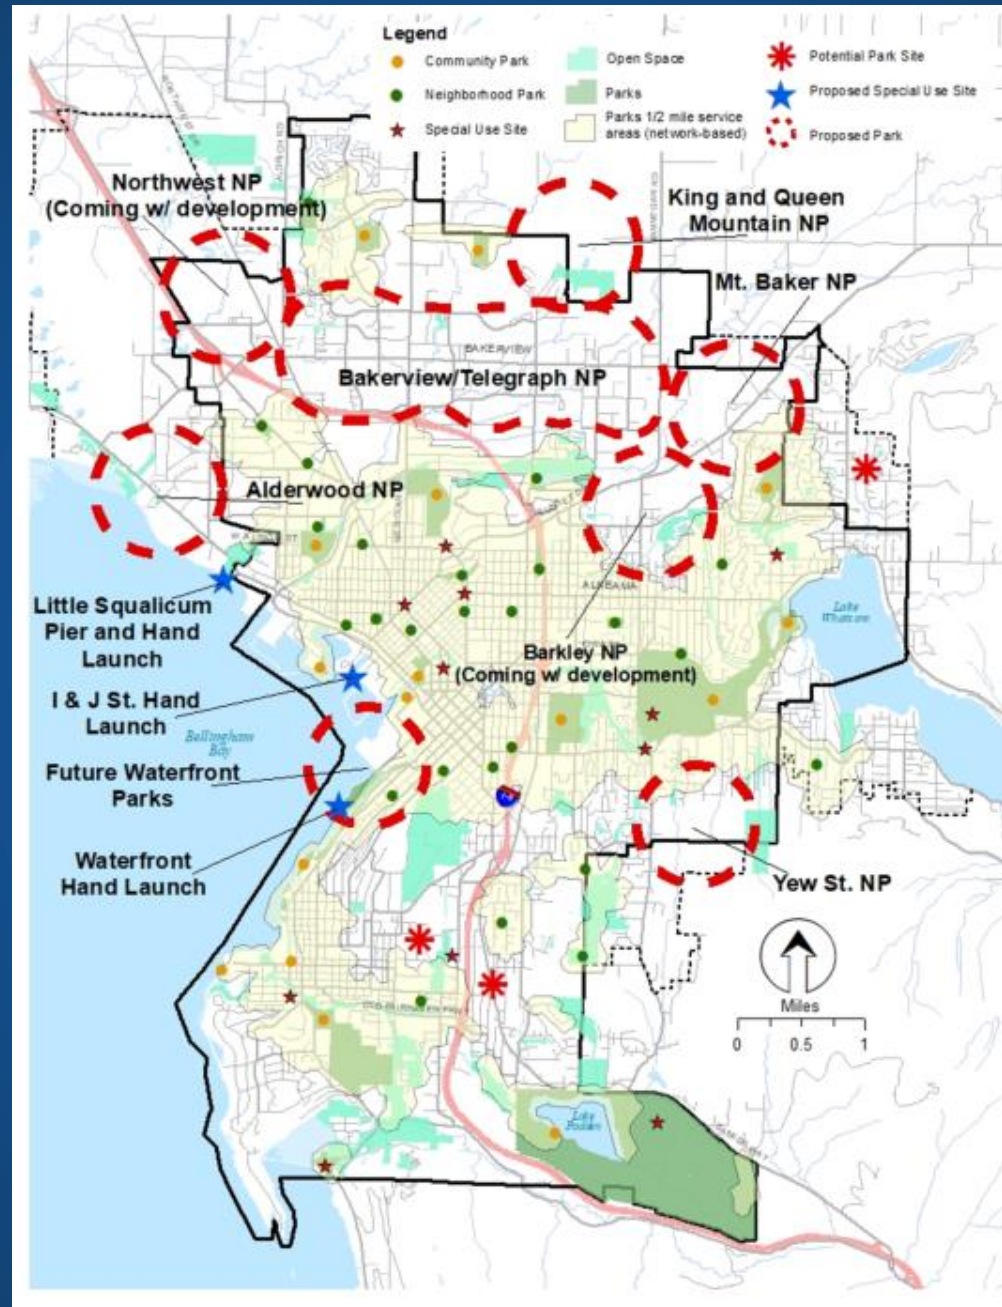 Legend
Community Park
Neighborhood Park
Special Use Site
Open Space
Parks
Parks 1/2 mile service
areas (network-based)
Potential Park Site
Proposed Special Use Site
Proposed Park
Northwest NP
(Coming w/ development)
King and Queen
Mountain NP
Mt. Baker NP
BAKERVIEW
Bakerview/Telegraph NP
Alderwood NP
ALABAMA
Little Squalicum
Pier and Hand
Launch
Lake
Whatcom
Barkley NP
(Coming w/ development)
I & J St. Hand
Launch
Bellingham
Bay
Future Waterfront
Parks
Waterfront
Hand Launch
Yew St. NP
Miles
0 0.5 1
Lake
Padden